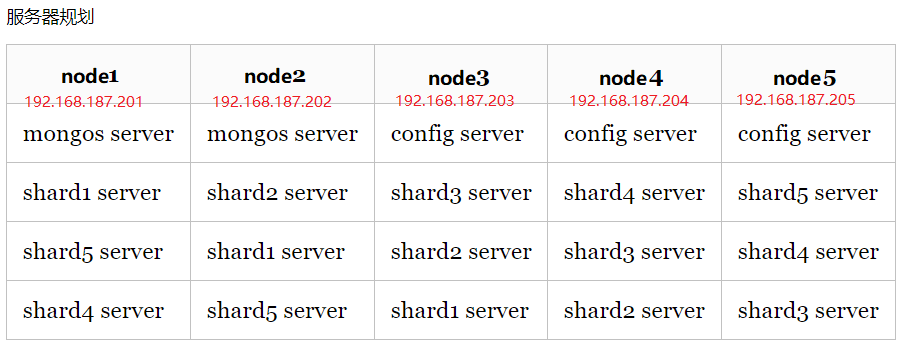 服务器规划
node1 node2 node3 node4 node5
192.168.187.201 192.168.187.202 192.168.187.203 192.168.187.204 192.168.187.205
mongos server mongos server config server config server config server
shard1 server shard2 server shard3 server shard4 server shard5 server
shard5 server shard1 server shard2 server shard3 server shard4 server
shard4 server shard5 server shard1 server shard2 server shard3 server